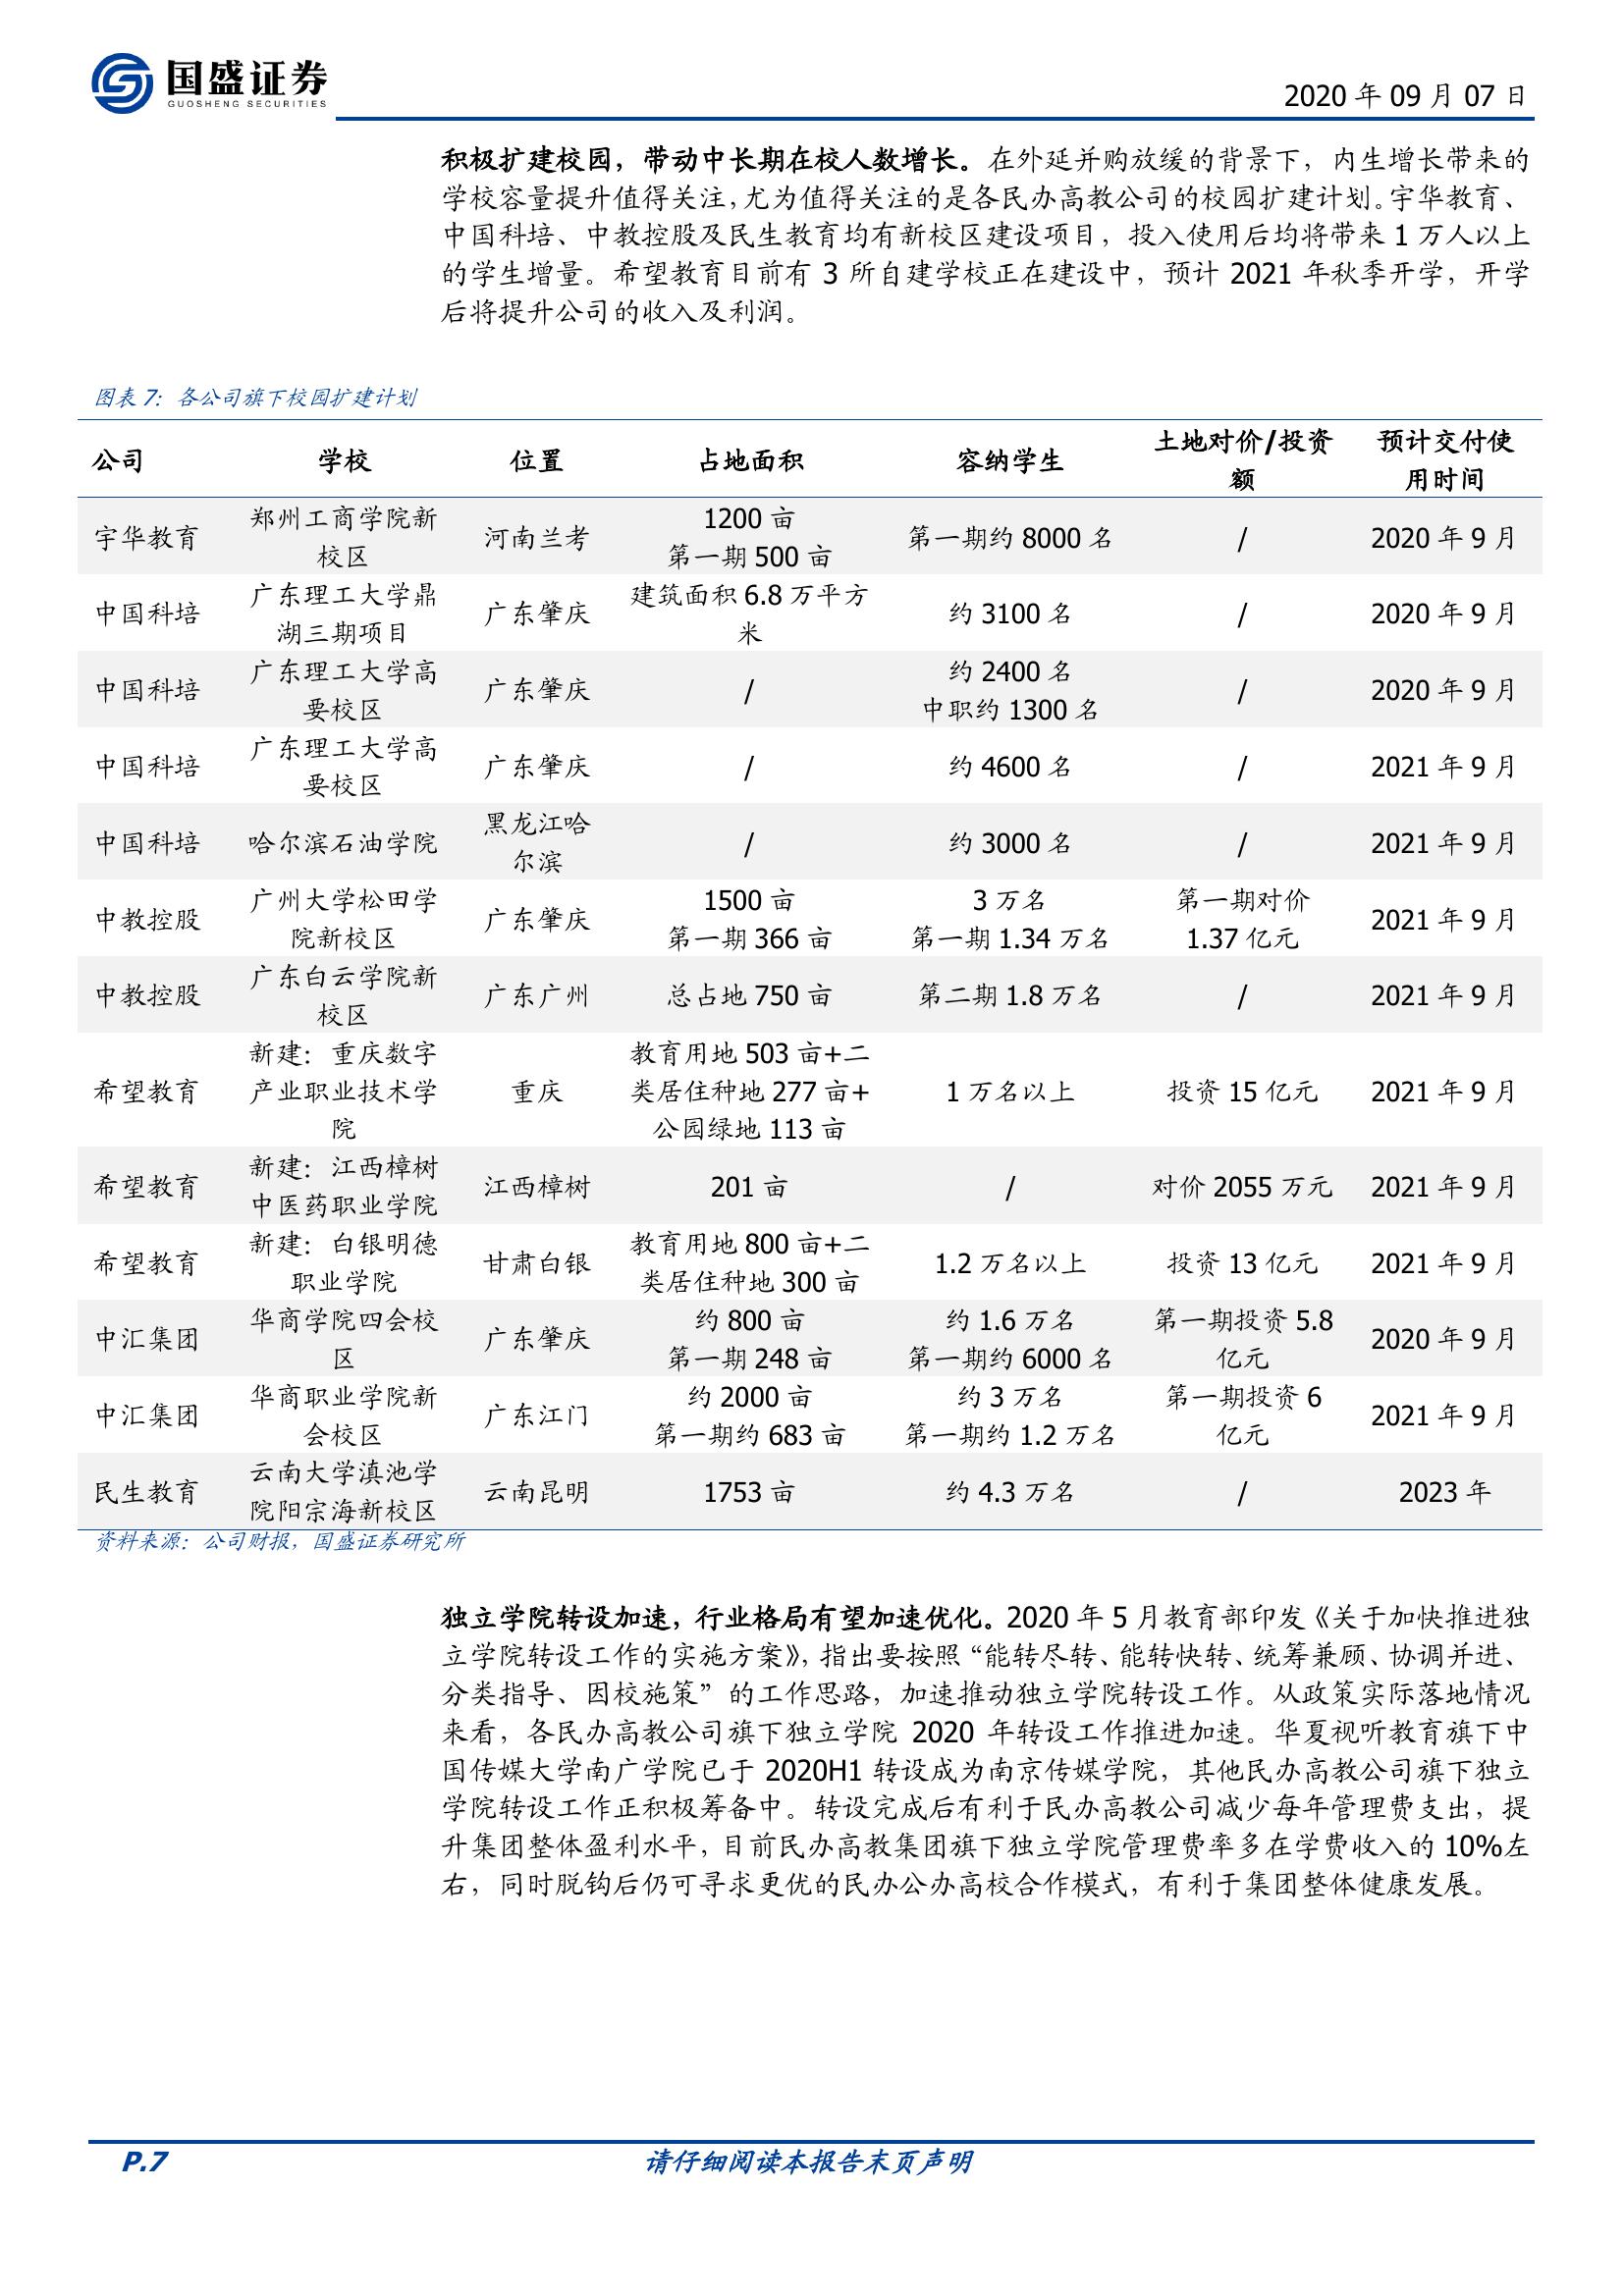 国盛证券
GUOSHENG SECURITIES
2020 年 09 月 07 日
积极扩建校园，带动中长期在校人数增长。在外延并购放缓的背景下，内生增长带来的
学校容量提升值得关注，尤为值得关注的是各民办高教公司的校园扩建计划。宇华教育、
中国科培、中教控股及民生教育均有新校区建设项目，投入使用后均将带来 1 万人以上
的学生增量。希望教育目前有 3 所自建学校正在建设中，预计 2021 年秋季开学，开学
后将提升公司的收入及利润。
图表 7：各公司旗下校园扩建计划
公司 学校 位置 占地面积 容纳学生 土地对价/投资 预计交付使
额 用时间
宇华教育 郑州工商学院新 河南兰考 1200 亩 第一期约 8000 名 / 2020 年 9 月
校区 第一期 500 亩
中国科培 广东理工大学鼎 广东肇庆 建筑面积 6.8 万平方 约 3100 名 / 2020 年 9 月
湖三期项目 米
中国科培 广东理工大学高 广东肇庆 / 约 2400 名 / 2020 年 9 月
要校区 中职约 1300 名
中国科培 广东理工大学高 广东肇庆 / 约 4600 名 / 2021 年 9 月
要校区
中国科培 哈尔滨石油学院 黑龙江哈 / 约 3000 名 / 2021 年 9 月
尔滨
中教控股 广州大学松田学 广东肇庆 1500 亩 3 万名 第一期对价 2021 年 9 月
院新校区 第一期 366 亩 第一期 1.34 万名 1.37 亿元
中教控股 广东白云学院新 广东广州 总占地 750 亩 第二期 1.8 万名 / 2021 年 9 月
校区
希望教育 新建：重庆数字 重庆 教育用地 503 亩+二 1 万名以上 投资 15 亿元 2021 年 9 月
产业职业技术学 类居住种地 277 亩+
院 公园绿地 113 亩
希望教育 新建：江西樟树 江西樟树 201 亩 / 对价 2055 万元 2021 年 9 月
中医药职业学院
希望教育 新建：白银明德 甘肃白银 教育用地 800 亩+二 1.2 万名以上 投资 13 亿元 2021 年 9 月
职业学院 类居住种地 300 亩
中汇集团 华商学院四会校 广东肇庆 约 800 亩 约 1.6 万名 第一期投资 5.8 2020 年 9 月
区 第一期 248 亩 第一期约 6000 名 亿元
中汇集团 华商职业学院新 广东江门 约 2000 亩 约 3 万名 第一期投资 6 2021 年 9 月
会校区 第一期约 683 亩 第一期约 1.2 万名 亿元
民生教育 云南大学滇池学 云南昆明 1753 亩 约 4.3 万名 / 2023 年
院阳宗海新校区
资料来源：公司财报，国盛证券研究所
独立学院转设加速，行业格局有望加速优化。2020 年 5 月教育部印发《关于加快推进独
立学院转设工作的实施方案》，指出要按照“能转尽转、能转快转、统筹兼顾、协调并进、
分类指导、因校施策”的工作思路，加速推动独立学院转设工作。从政策实际落地情况
来看，各民办高教公司旗下独立学院 2020 年转设工作推进加速。华夏视听教育旗下中
国传媒大学南广学院已于 2020H1 转设成为南京传媒学院，其他民办高教公司旗下独立
学院转设工作正积极筹备中。转设完成后有利于民办高教公司减少每年管理费支出，提
升集团整体盈利水平，目前民办高教集团旗下独立学院管理费率多在学费收入的 10%左
右，同时脱钩后仍可寻求更优的民办公办高校合作模式，有利于集团整体健康发展。
P.7 请仔细阅读本报告末页声明